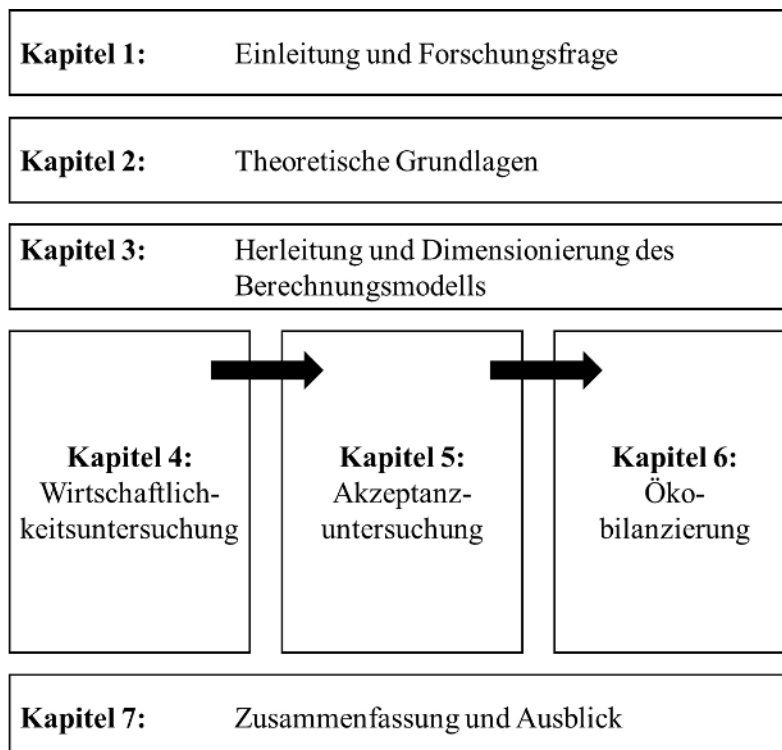 Kapitel 1: Einleitung und Forschungsfrage
Kapitel 2: Theoretische Grundlagen
Kapitel 3: Herleitung und Dimensionierung des
Berechnungsmodells
Kapitel 4:
Wirtschaftlich-
keitsuntersuchung
Kapitel 5:
Akzeptanz-
untersuchung
Kapitel 6:
Öko-
bilanzierung
Kapitel 7: Zusammenfassung und Ausblick